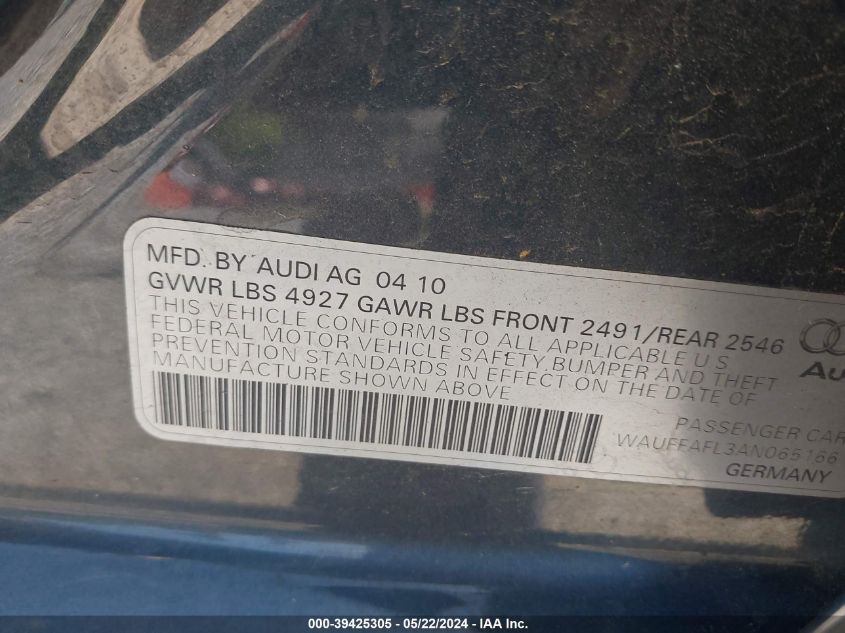 MFD. BY AUDI AG 04 10
GVWR LBS 4927 GAWR LBS FRONT 2491/REAR 2546
THIS VEHICLE CONFORMS TO ALL APPLICABLE U S
FEDERAL MOTOR VEHICLE SAFETY, BUMPER AND THEFT
PREVENTION STANDARDS IN EFFECT ON THE DATE OF
MANUFACTURE SHOWN ABOVE
PASSENGER CAR
WAUFFAFL3AN065166
GERMANY
000-39425305 - 05/22/2024 - IAA Inc.